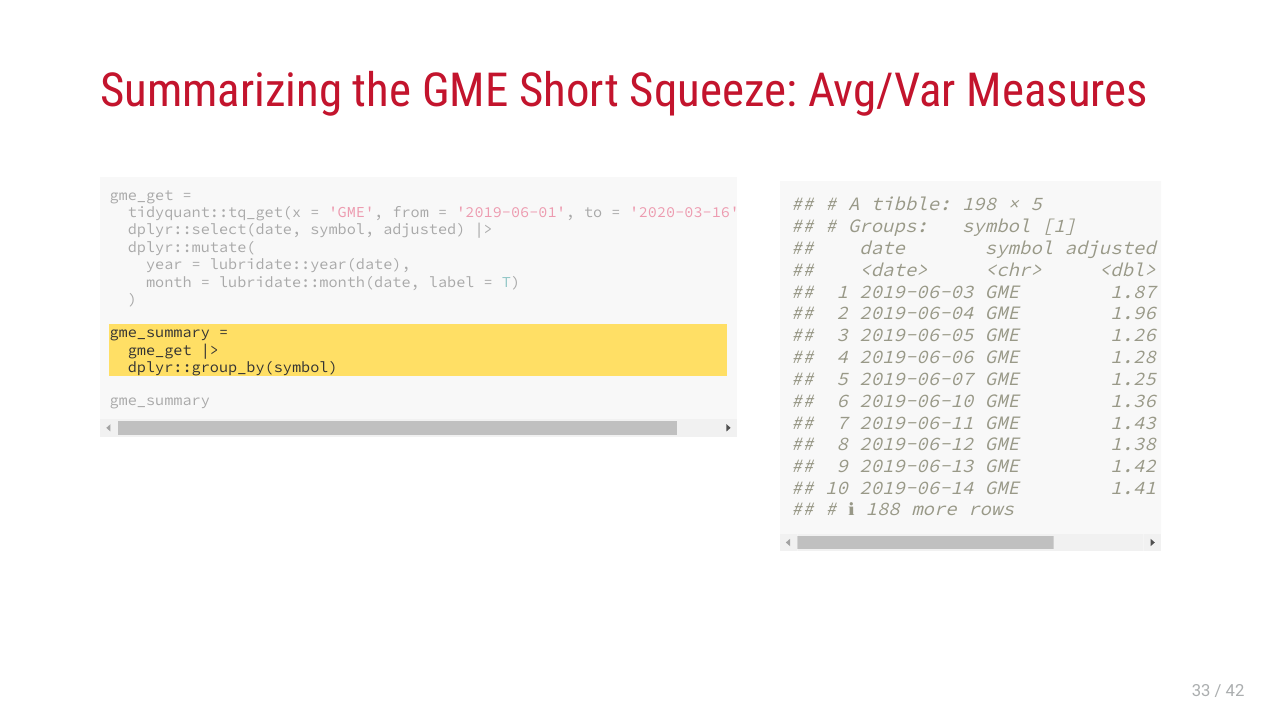 Summarizing the GME Short Squeeze: Avg/Var Measures
gme_get =
  tidyquant::tq_get(x = 'GME', from = '2019-06-01', to = '2020-03-16'
  dplyr::select(date, symbol, adjusted) |>
  dplyr::mutate(
    year = lubridate::year(date),
    month = lubridate::month(date, label = T)
  )
gme_summary =
  gme_get |>
  dplyr::group_by(symbol)
gme_summary
## # A tibble: 198 × 5
## # Groups:   symbol [1]
##    date       symbol adjusted
##    <date>     <chr>     <dbl>
##  1 2019-06-03 GME        1.87
##  2 2019-06-04 GME        1.96
##  3 2019-06-05 GME        1.26
##  4 2019-06-06 GME        1.28
##  5 2019-06-07 GME        1.25
##  6 2019-06-10 GME        1.36
##  7 2019-06-11 GME        1.43
##  8 2019-06-12 GME        1.38
##  9 2019-06-13 GME        1.42
## 10 2019-06-14 GME        1.41
## # ℹ 188 more rows
33 / 42